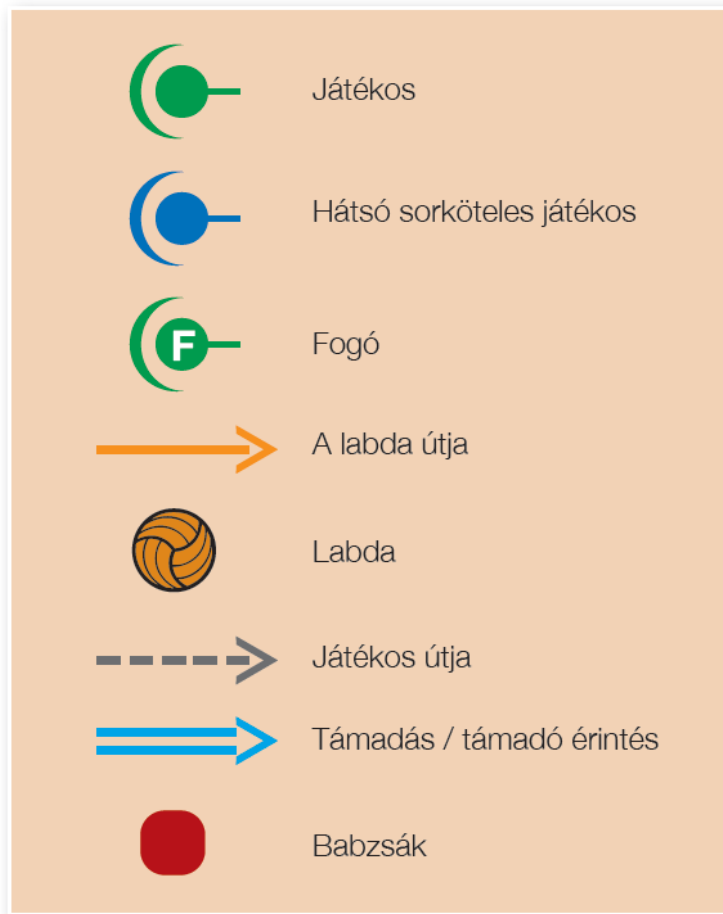 Játékos
Hátsó sorköteles játékos
F
Fogó
A labda útja
Labda
Játékos útja
Támadás / támadó érintés
Babzsák